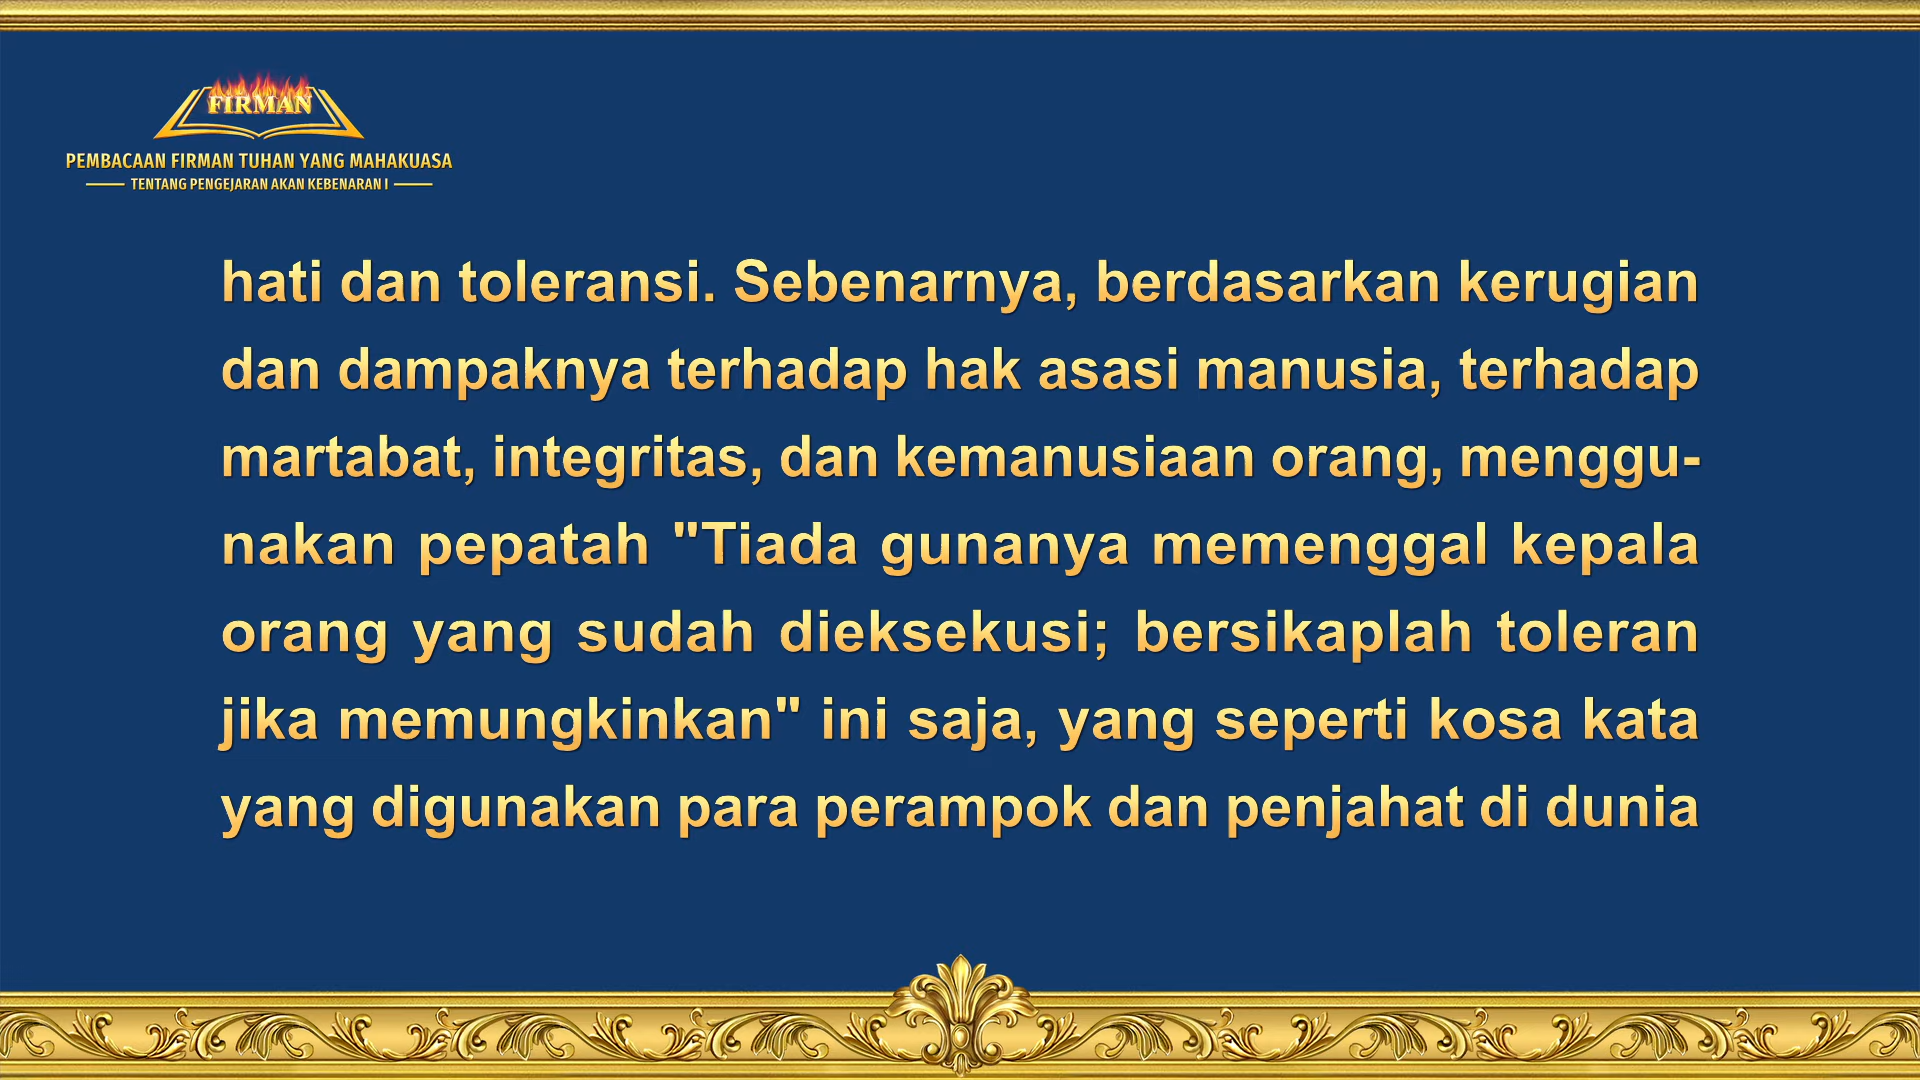 FIRMAN
PEMBACAAN FIRMAN TUHAN YANG MAHAKUASA
TENTANG PENGEJARAN AKAN KEBENARAN I
hati dan toleransi. Sebenarnya, berdasarkan kerugian
dan dampaknya terhadap hak asasi manusia, terhadap
martabat, integritas, dan kemanusiaan orang, menggu-
nakan pepatah "Tiada gunanya memenggal kepala
orang yang sudah dieksekusi; bersikaplah toleran
jika memungkinkan" ini saja, yang seperti kosa kata
yang digunakan para perampok dan penjahat di dunia